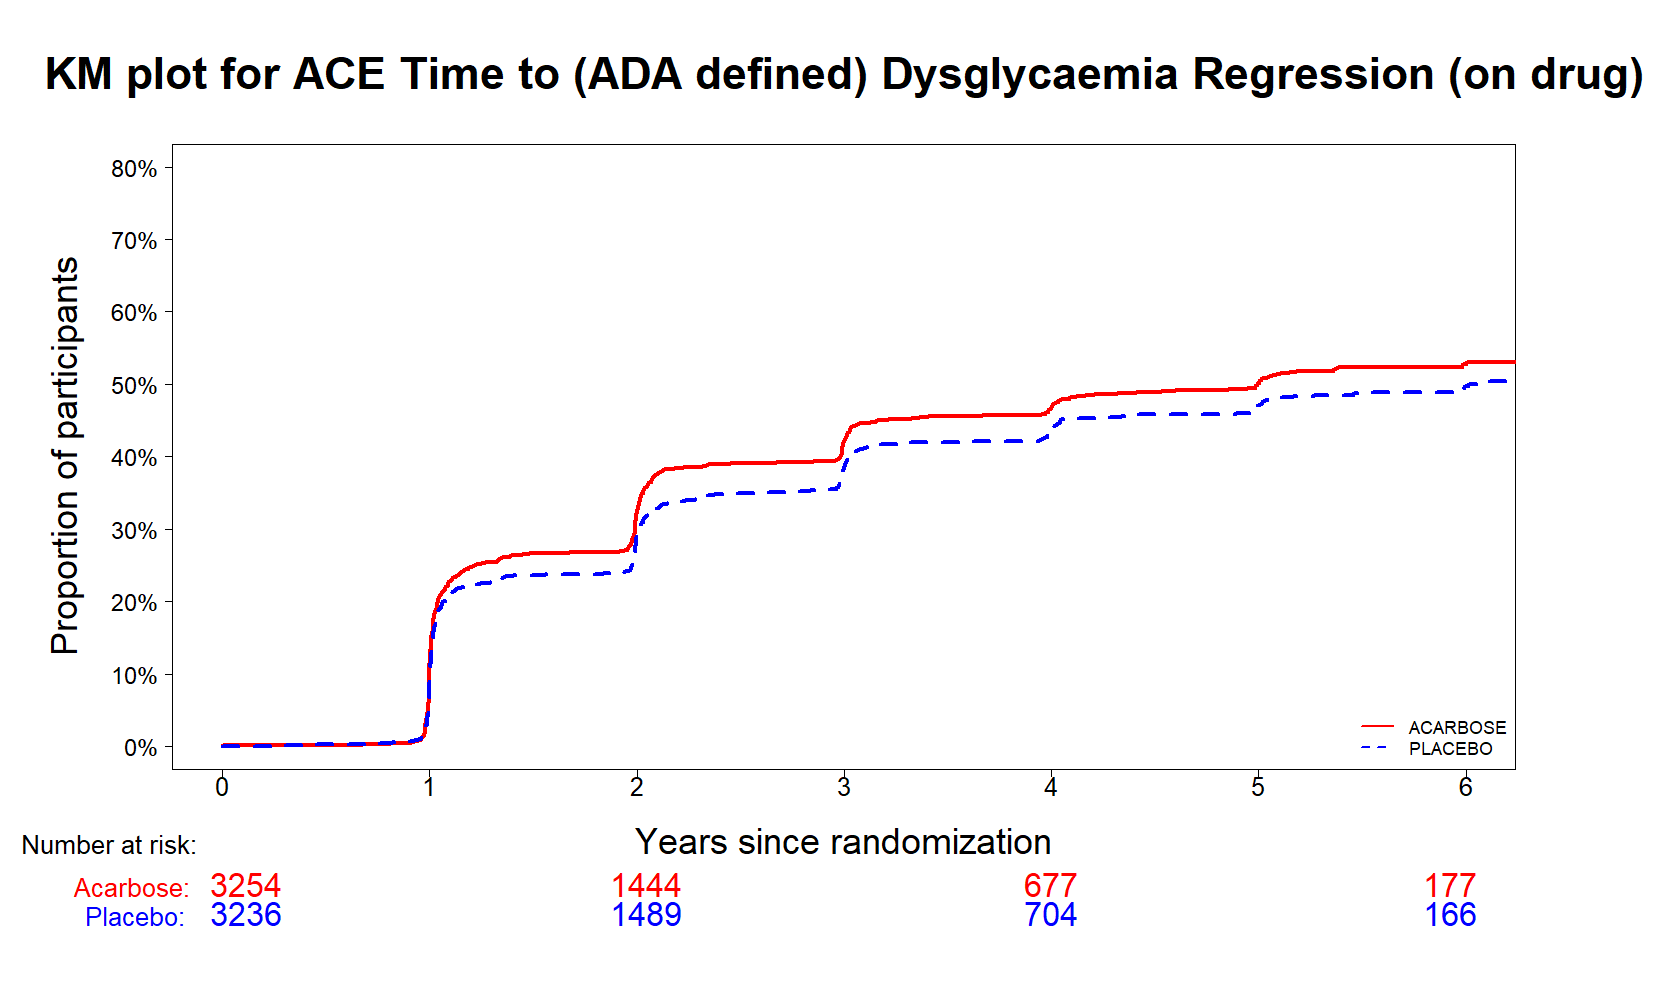 KM plot for ACE Time to (ADA defined) Dysglycaemia Regression (on drug)
80%
70%
60%
50%
40%
30%
20%
10%
0%
Proportion of participants
ACARBOSE
PLACEBO
0 1 2 3 4 5 6
Years since randomization
Number at risk:
Acarbose: 3254 1444 677 177
Placebo: 3236 1489 704 166